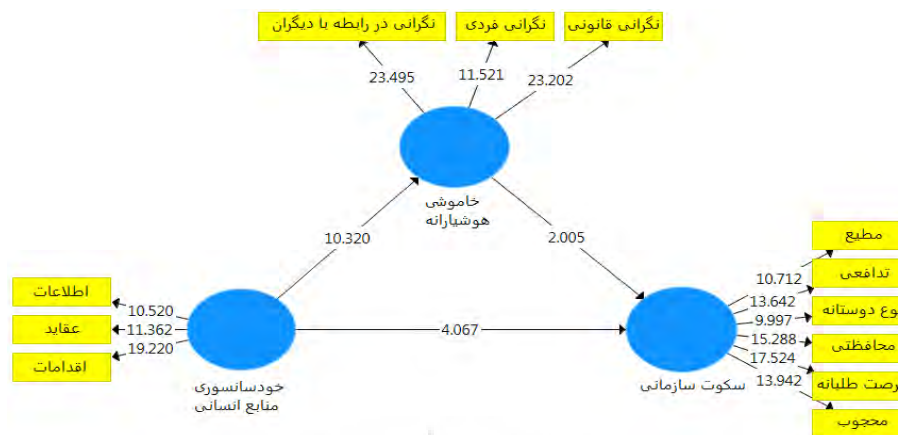 نگرانی در رابطه با دیگران
نگرانی فردی
نگرانی قانونی
23.495
11.521
23.202
خاموشی
هوشیارانه
10.320
2.005
4.067
اطلاعات
عقاید
اقدامات
10.520
11.362
19.220
خودسانسوری
منابع انسانی
سکوت سازمانی
10.712
13.642
9.997
15.288
17.524
13.942
مطیع
تدافعی
وع دوستانه
محافظتی
رصت طلبانه
محجوب